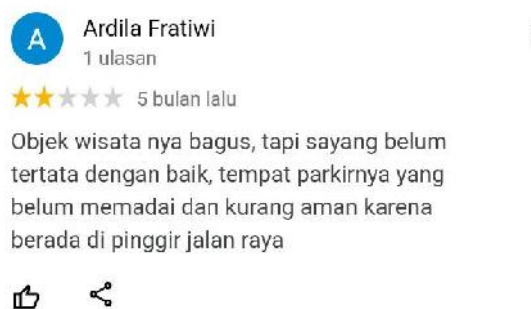 A
Ardila Fratiwi
1 ulasan
5 bulan lalu
Objek wisata nya bagus, tapi sayang belum
tertata dengan baik, tempat parkirnya yang
belum memadai dan kurang aman karena
berada di pinggir jalan raya